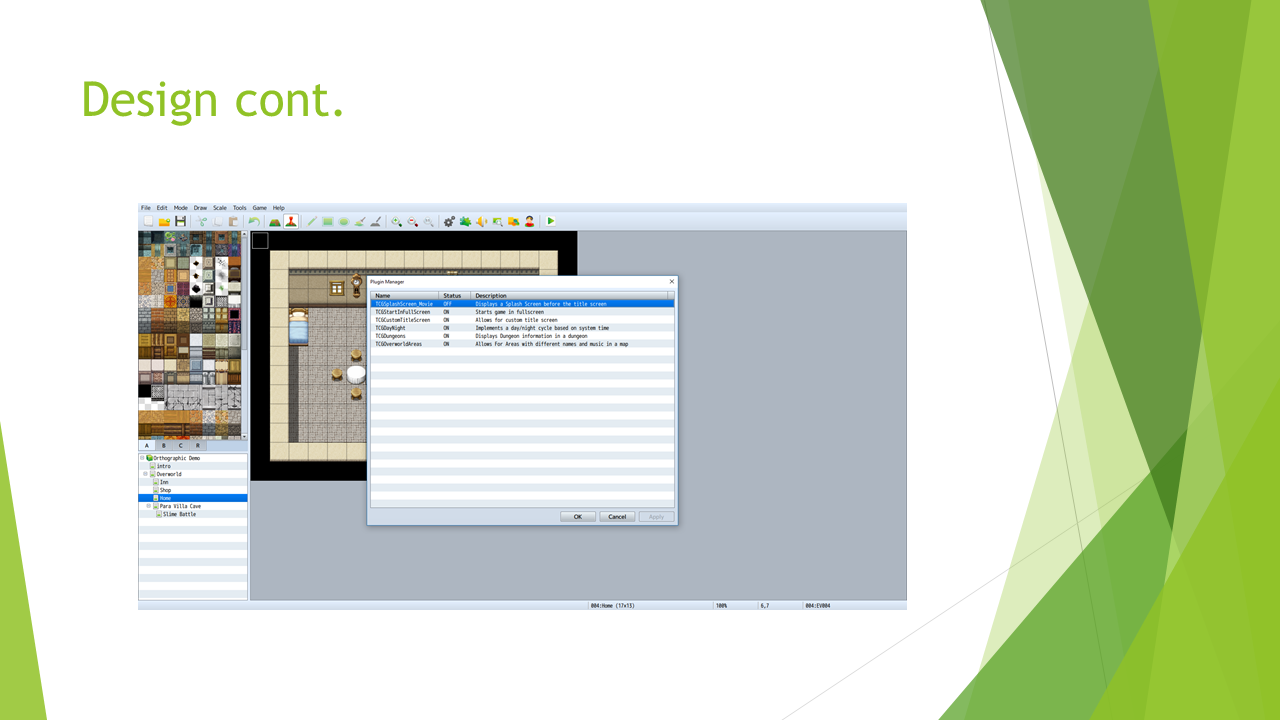 Design cont.
File Edit Mode Draw Scale Tools Game Help
Plugin Manager
Name Status Description
TCGSplashScreen_Movie OFF Displays a Splash Screen before the title screen
TCGStartInFullScreen ON Starts game in fullscreen
TCGCustomTitleScreen ON Allows for custom title screen
TCGDayNight ON Implements a day/night cycle based on system time
TCGDungeons ON Displays Dungeon information in a dungeon
TCGOverworldAreas ON Allows For Areas with different names and music in a map
A B C R
Orthographic Demo
intro
Overworld
Inn
Shop
Home
Para Villa Cave
Slime Battle
OK Cancel Apply
004:Home (17x13) 100% 6,7 004:EV004